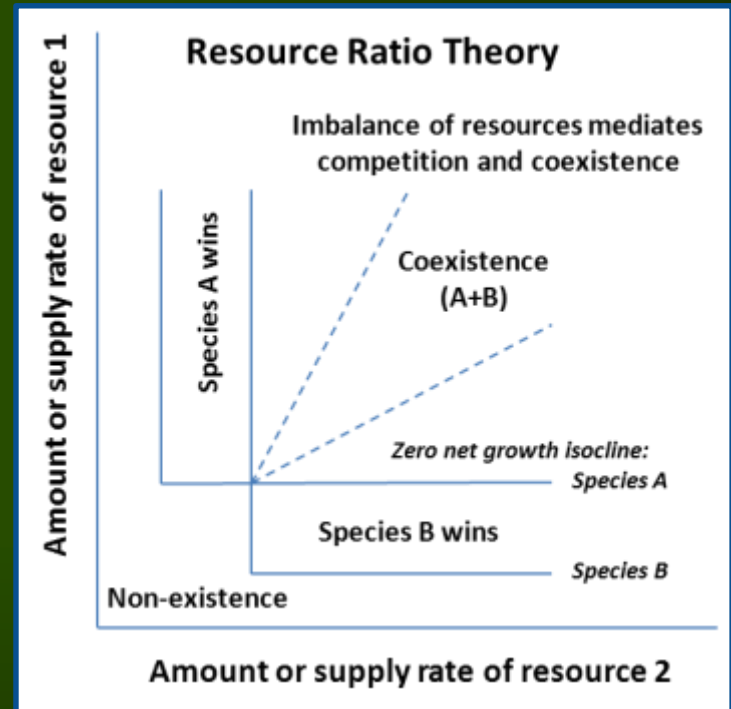 Resource Ratio Theory
Imbalance of resources mediates
competition and coexistence
Amount or supply rate of resource 1
Species A wins
Coexistence
(A+B)
Zero net growth isocline:
Species A
Species B wins
Species B
Non-existence
Amount or supply rate of resource 2